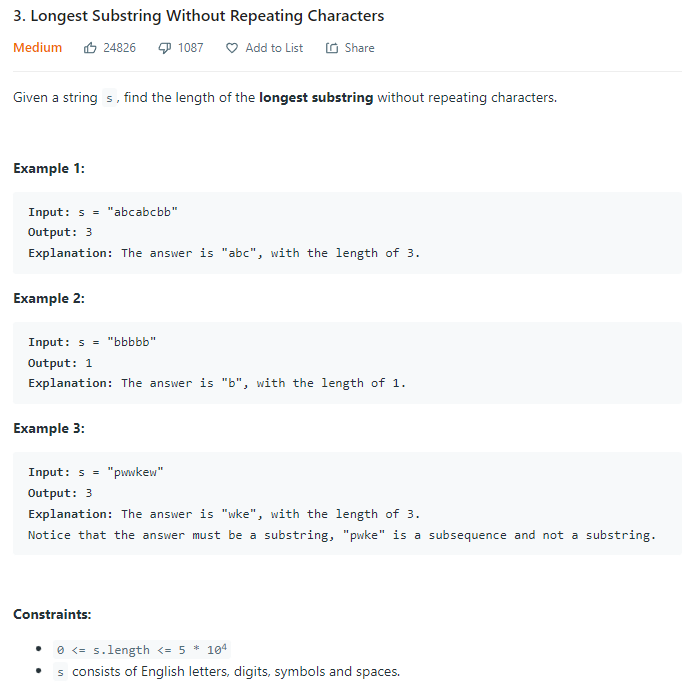 3. Longest Substring Without Repeating Characters
Medium 24826 1087 Add to List Share
Given a string s, find the length of the longest substring without repeating characters.
Example 1:
Input: s = "abcabcbb"
Output: 3
Explanation: The answer is "abc", with the length of 3.
Example 2:
Input: s = "bbbbb"
Output: 1
Explanation: The answer is "b", with the length of 1.
Example 3:
Input: s = "pwwkew"
Output: 3
Explanation: The answer is "wke", with the length of 3.
Notice that the answer must be a substring, "pwke" is a subsequence and not a substring.
Constraints:
• 0 <= s.length <= 5 * 10⁴
• s consists of English letters, digits, symbols and spaces.